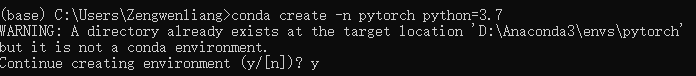 (base) C:\Users\Zengwenliang>conda create -n pytorch python=3.7
WARNING: A directory already exists at the target location 'D:\Anaconda3\envs\pytorch'
but it is not a conda environment.
Continue creating environment (y/[n])? y